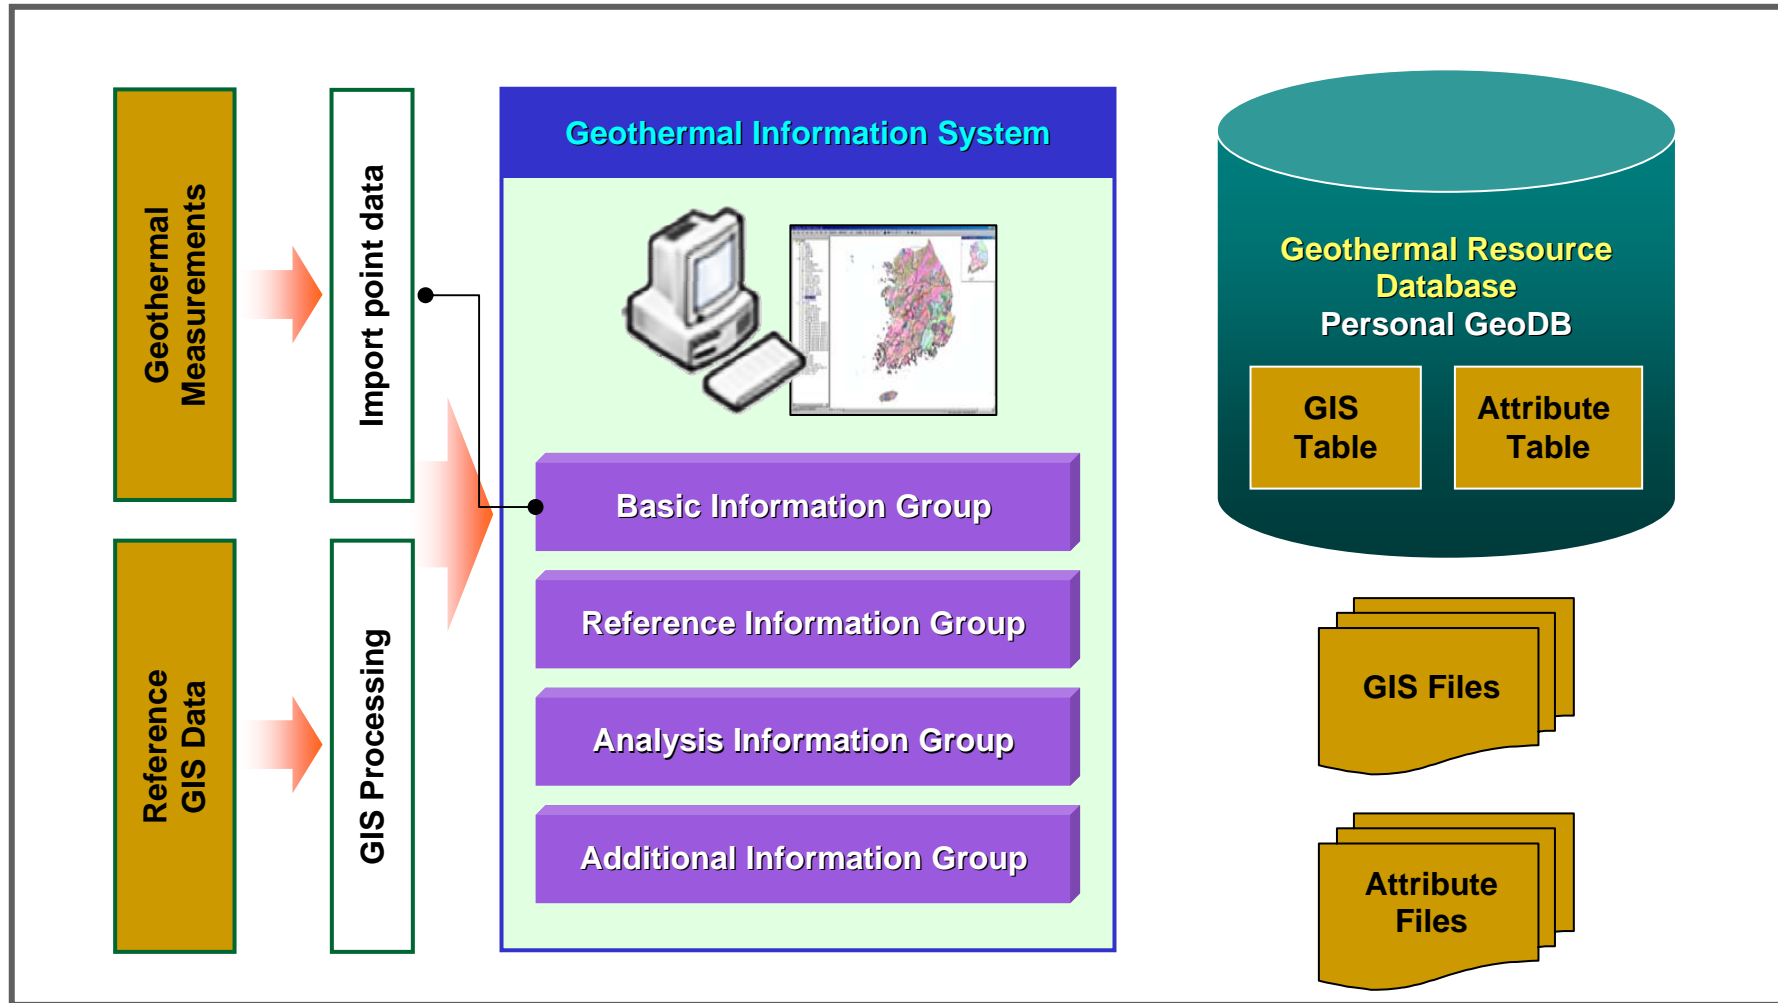 Geothermal
Measurements
Import point data
Reference
GIS Data
GIS Processing
Geothermal Information System
Basic Information Group
Reference Information Group
Analysis Information Group
Additional Information Group
Geothermal Resource
Database
Personal GeoDB
GIS
Table
Attribute
Table
GIS Files
Attribute
Files